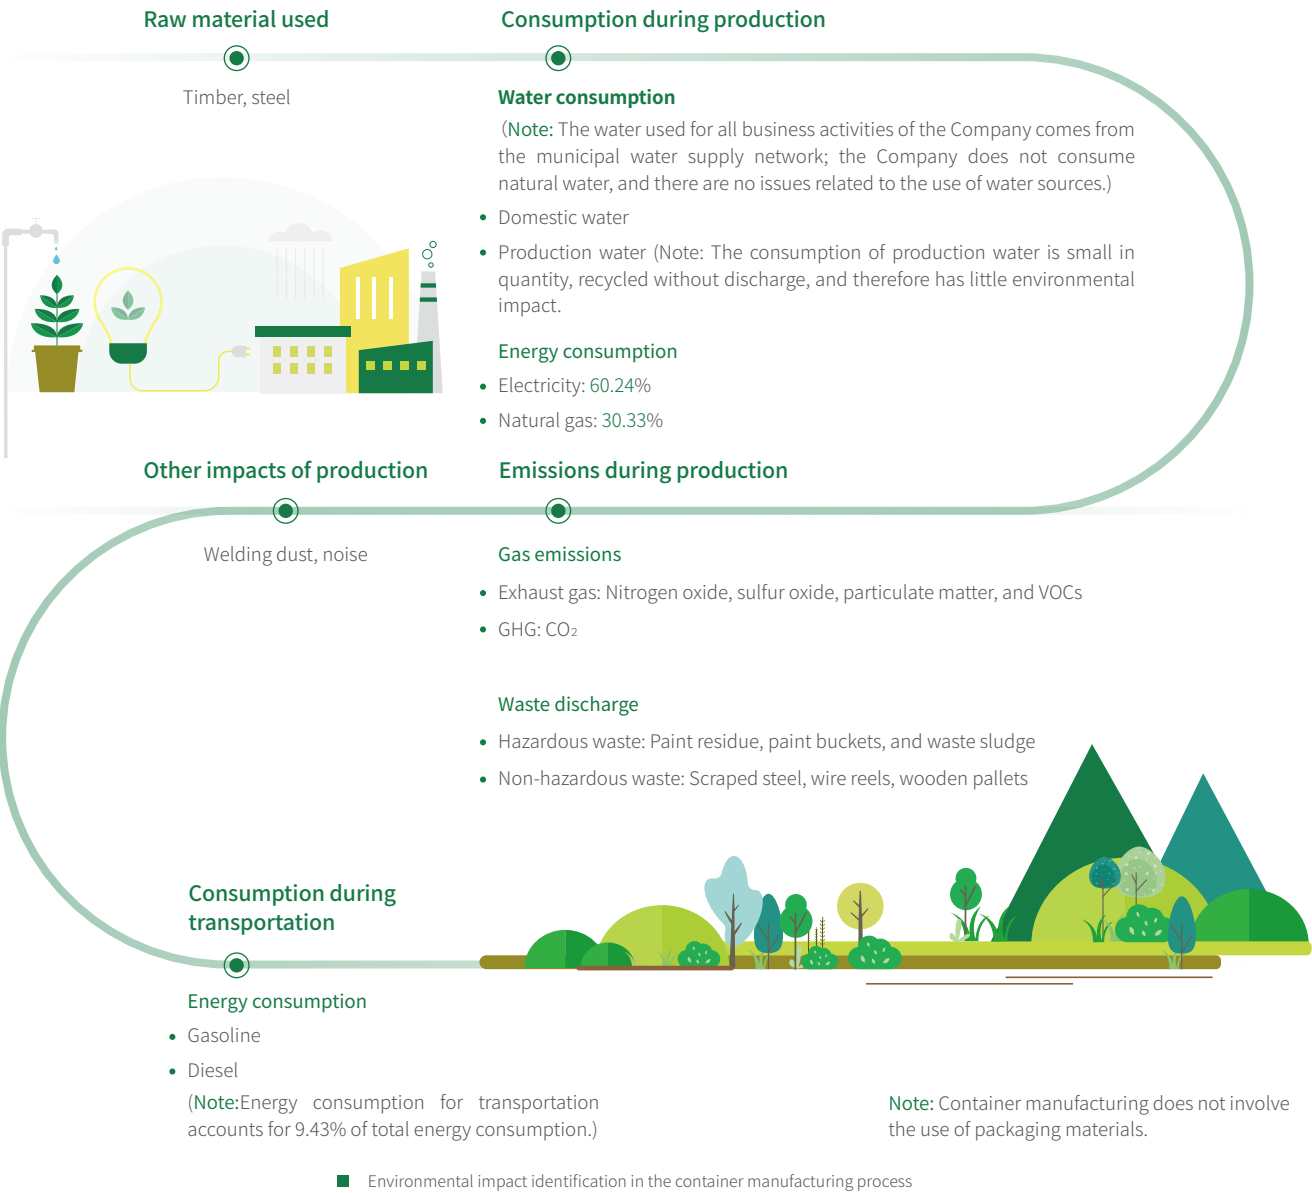 Raw material used
Timber, steel
Consumption during production
Water consumption
(Note: The water used for all business activities of the Company comes from
the municipal water supply network; the Company does not consume
natural water, and there are no issues related to the use of water sources.)
• Domestic water
• Production water (Note: The consumption of production water is small in
quantity, recycled without discharge, and therefore has little environmental
impact.
Energy consumption
• Electricity: 60.24%
• Natural gas: 30.33%
Emissions during production
Gas emissions
• Exhaust gas: Nitrogen oxide, sulfur oxide, particulate matter, and VOCs
• GHG: CO₂
Waste discharge
• Hazardous waste: Paint residue, paint buckets, and waste sludge
• Non-hazardous waste: Scraped steel, wire reels, wooden pallets
Other impacts of production
Welding dust, noise
Consumption during
transportation
Energy consumption
• Gasoline
• Diesel
(Note:Energy consumption for transportation
accounts for 9.43% of total energy consumption.)
Note: Container manufacturing does not involve
the use of packaging materials.
Environmental impact identification in the container manufacturing process